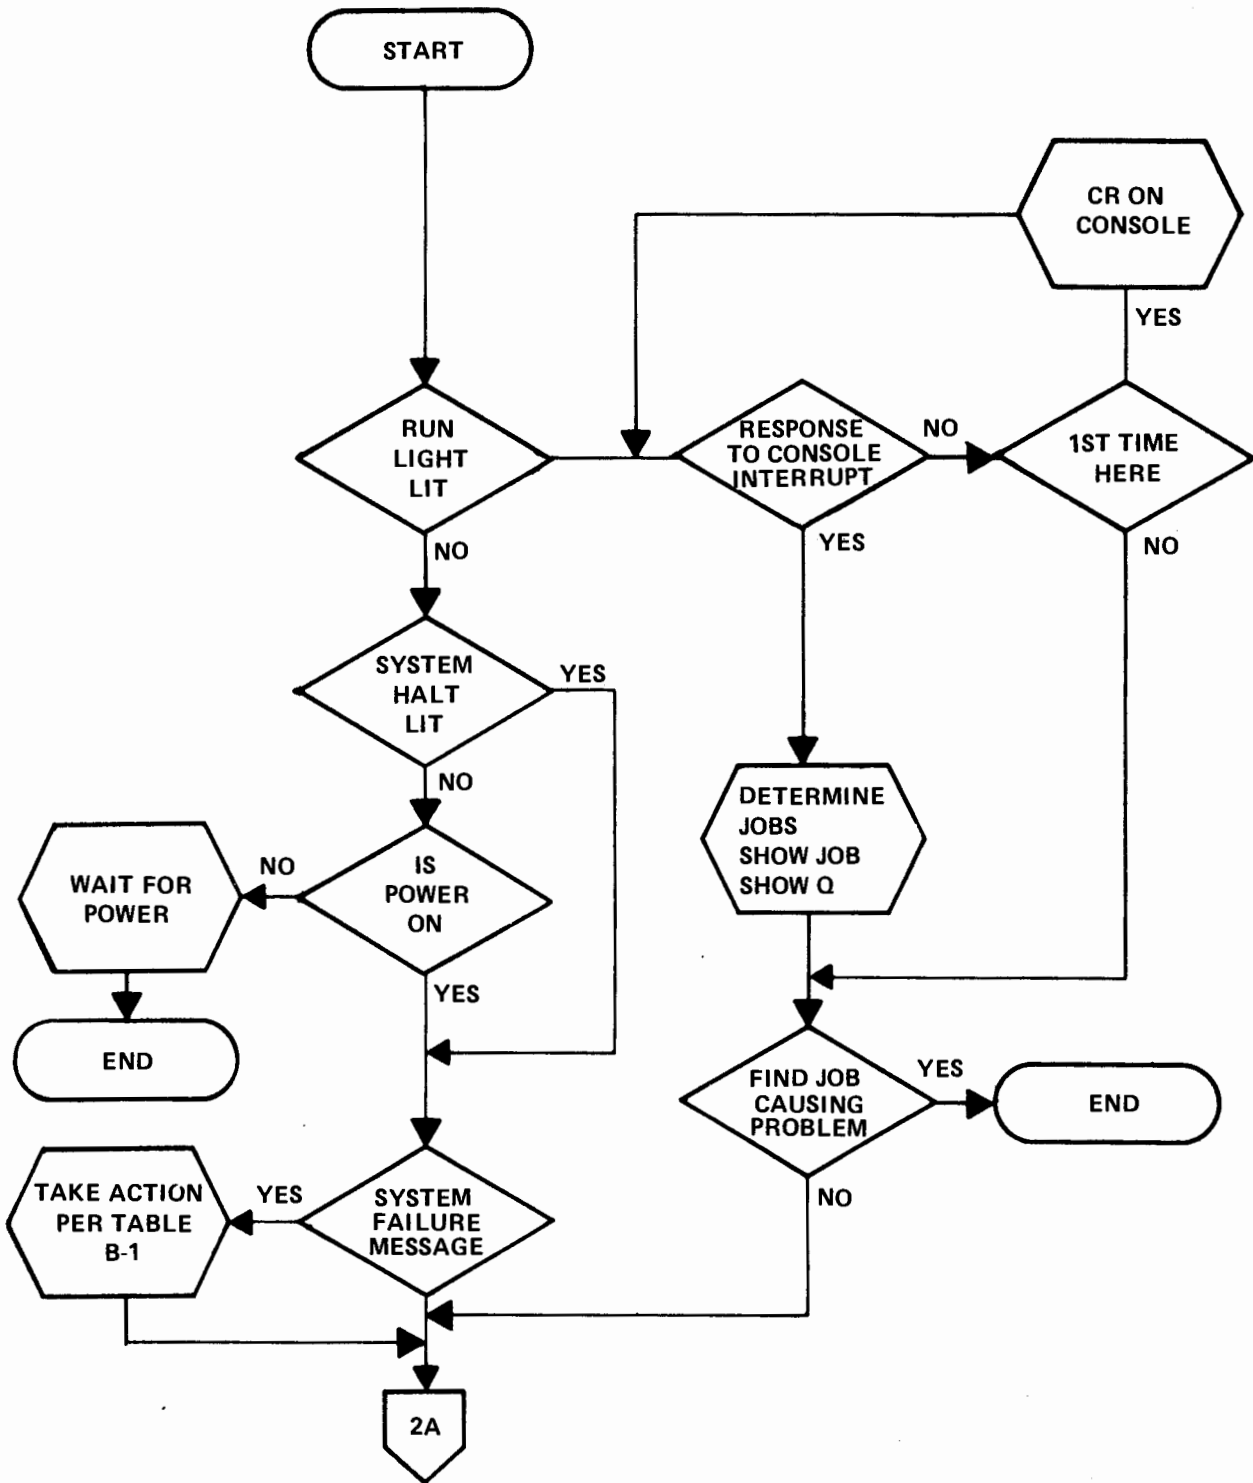 START
CR ON
CONSOLE
YES
RUN
LIGHT
LIT
RESPONSE
TO CONSOLE
INTERRUPT
NO
1ST TIME
HERE
NO
YES
NO
SYSTEM
HALT
LIT
YES
NO
DETERMINE
JOBS
SHOW JOB
SHOW Q
WAIT FOR
POWER
NO
IS
POWER
ON
YES
END
FIND JOB
CAUSING
PROBLEM
YES
END
NO
TAKE ACTION
PER TABLE
B-1
YES
SYSTEM
FAILURE
MESSAGE
2A